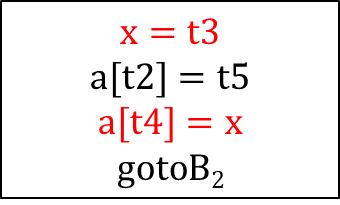 x = t3
a[t2] = t5
a[t4] = x
gotoB₂